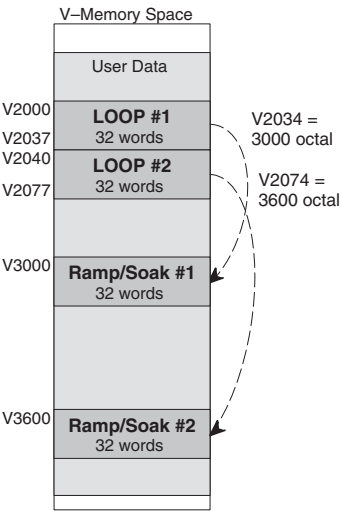 V–Memory Space
User Data
V2000
LOOP #1
V2034 =
3000 octal
V2037
32 words
V2040
LOOP #2
V2074 =
3600 octal
V2077
32 words
V3000
Ramp/Soak #1
32 words
V3600
Ramp/Soak #2
32 words